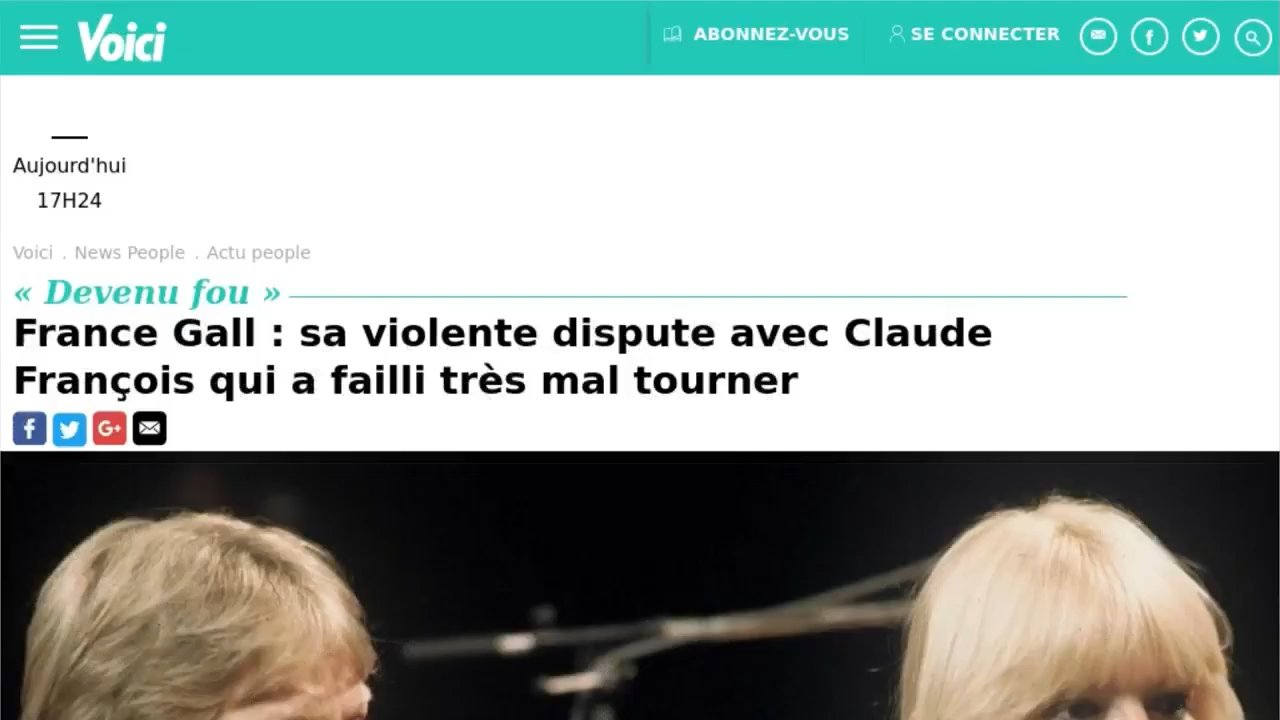 Voici
ABONNEZ-VOUS
SE CONNECTER
Aujourd'hui
17H24
Voici . News People . Actu people
« Devenu fou »
France Gall : sa violente dispute avec Claude
François qui a failli très mal tourner